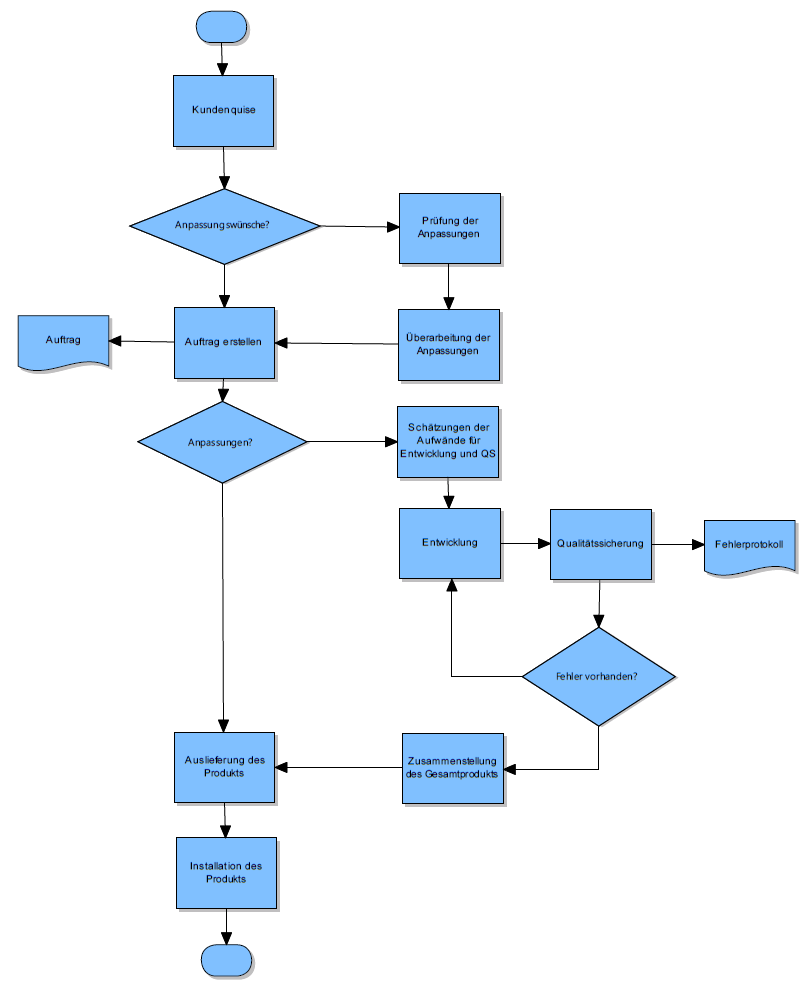 Kundenquise
Anpassungswünsche?
Prüfung der
Anpassungen
Auftrag
Auftrag erstellen
Überarbeitung der
Anpassungen
Anpassungen?
Schätzungen der
Aufwände für
Entwicklung und QS
Entwicklung
Qualitätssicherung
Fehlerprotokoll
Fehler vorhanden?
Auslieferung des
Produkts
Zusammenstellung
des Gesamtprodukts
Installation des
Produkts